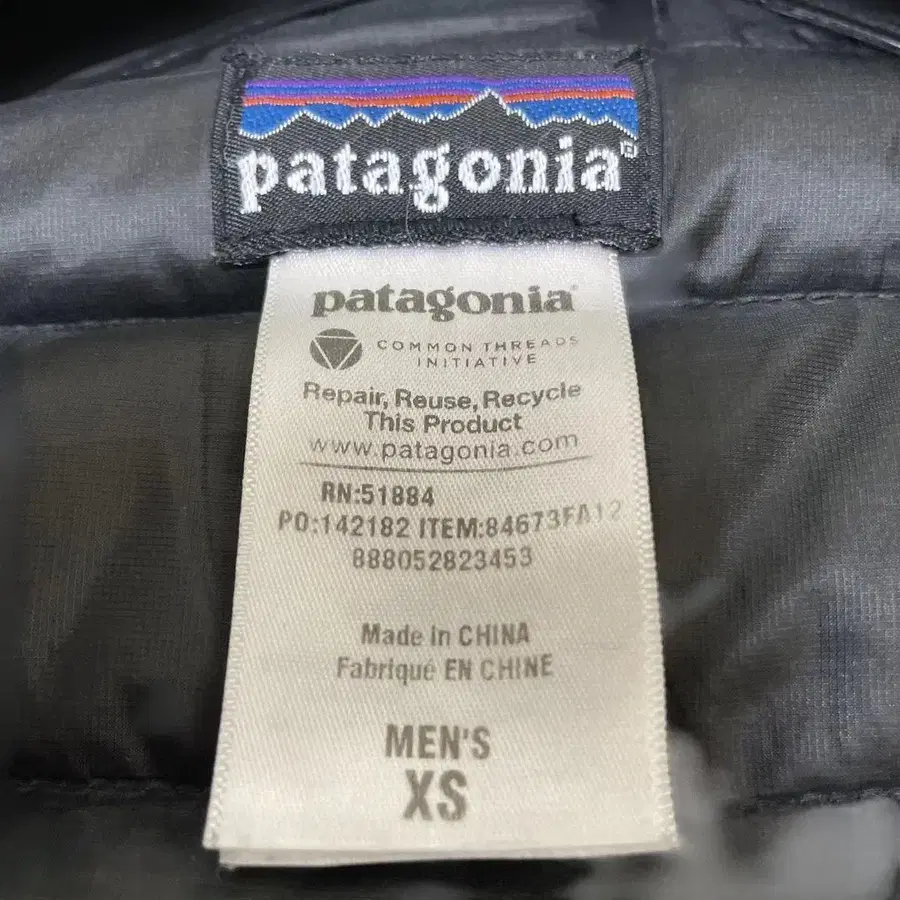 patagonia®
patagonia®
COMMON THREADS
INITIATIVE
Repair, Reuse, Recycle
This Product
www.patagonia.com
RN:51884
PO:142182 ITEM:84673FA12
888052823453
Made in CHINA
Fabriqué EN CHINE
MEN'S
XS